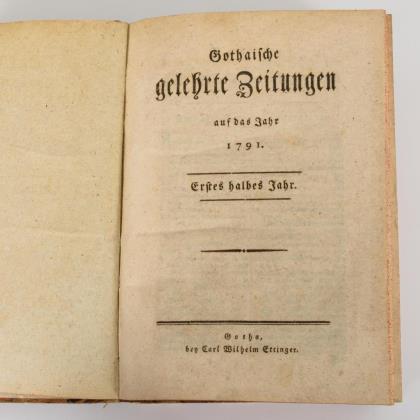 Gothaische
gelehrte Zeitungen
auf das Jahr
1791.
Erstes halbes Jahr.
Gotha,
bey Carl Wilhelm Ettinger.